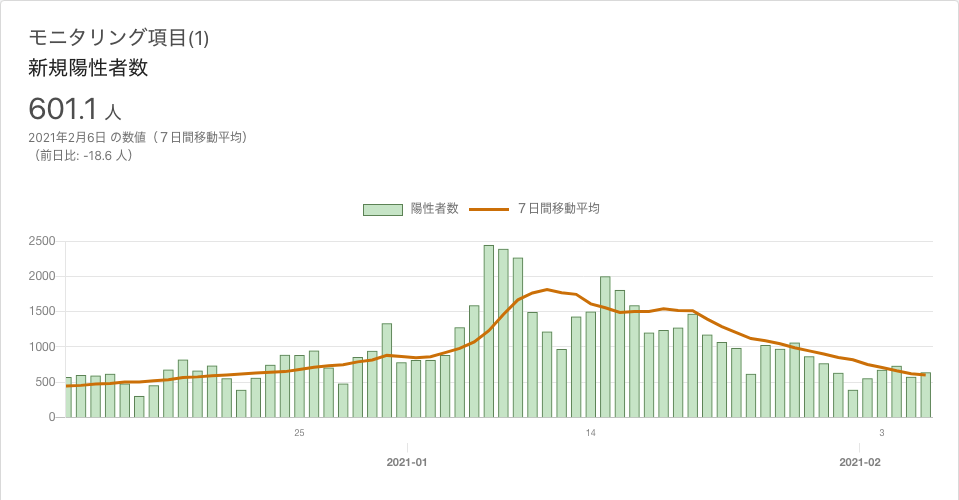 モニタリング項目(1)
新規陽性者数
601.1 人
2021年2月6日 の数値（７日間移動平均）
（前日比: -18.6 人）
陽性者数 ７日間移動平均
2500
2000
1500
1000
500
0
25 14 3
2021-01 2021-02